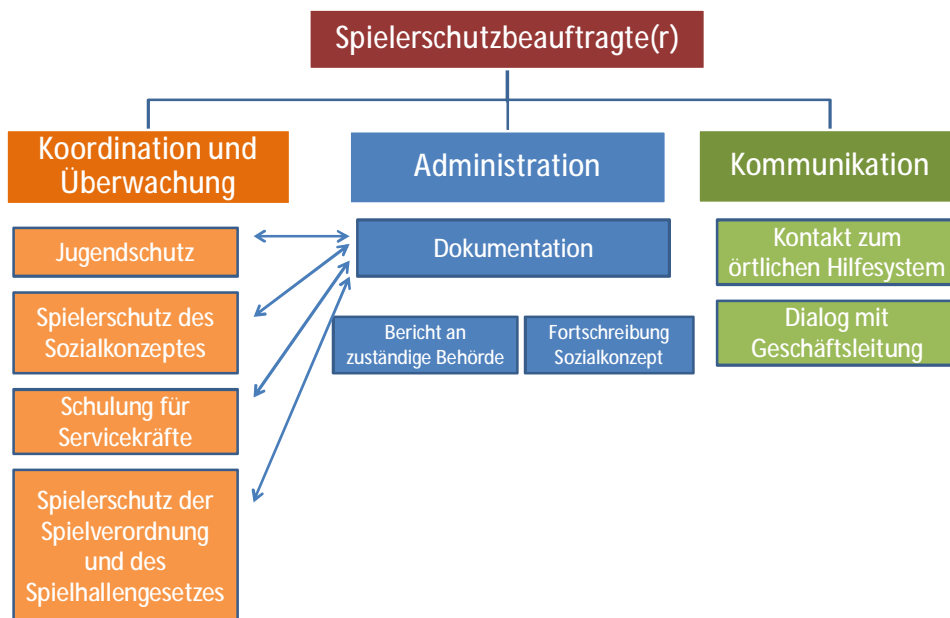 Spielerschutzbeauftragte(r)
Koordination und
Überwachung
Administration
Kommunikation
Jugendschutz
Spielerschutz des
Sozialkonzeptes
Schulung für
Servicekräfte
Spielerschutz der
Spielverordnung
und des
Spielhallengesetzes
Dokumentation
Bericht an
zuständige Behörde
Fortschreibung
Sozialkonzept
Kontakt zum
örtlichen Hilfesystem
Dialog mit
Geschäftsleitung